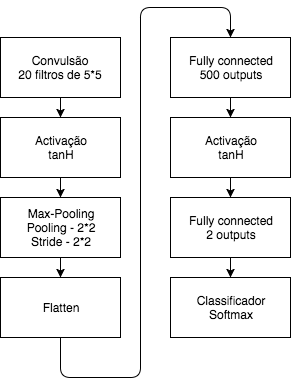 Convulsão
20 filtros de 5*5
Activação
tanH
Max-Pooling
Pooling - 2*2
Stride - 2*2
Flatten
Fully connected
500 outputs
Activação
tanH
Fully connected
2 outputs
Classificador
Softmax